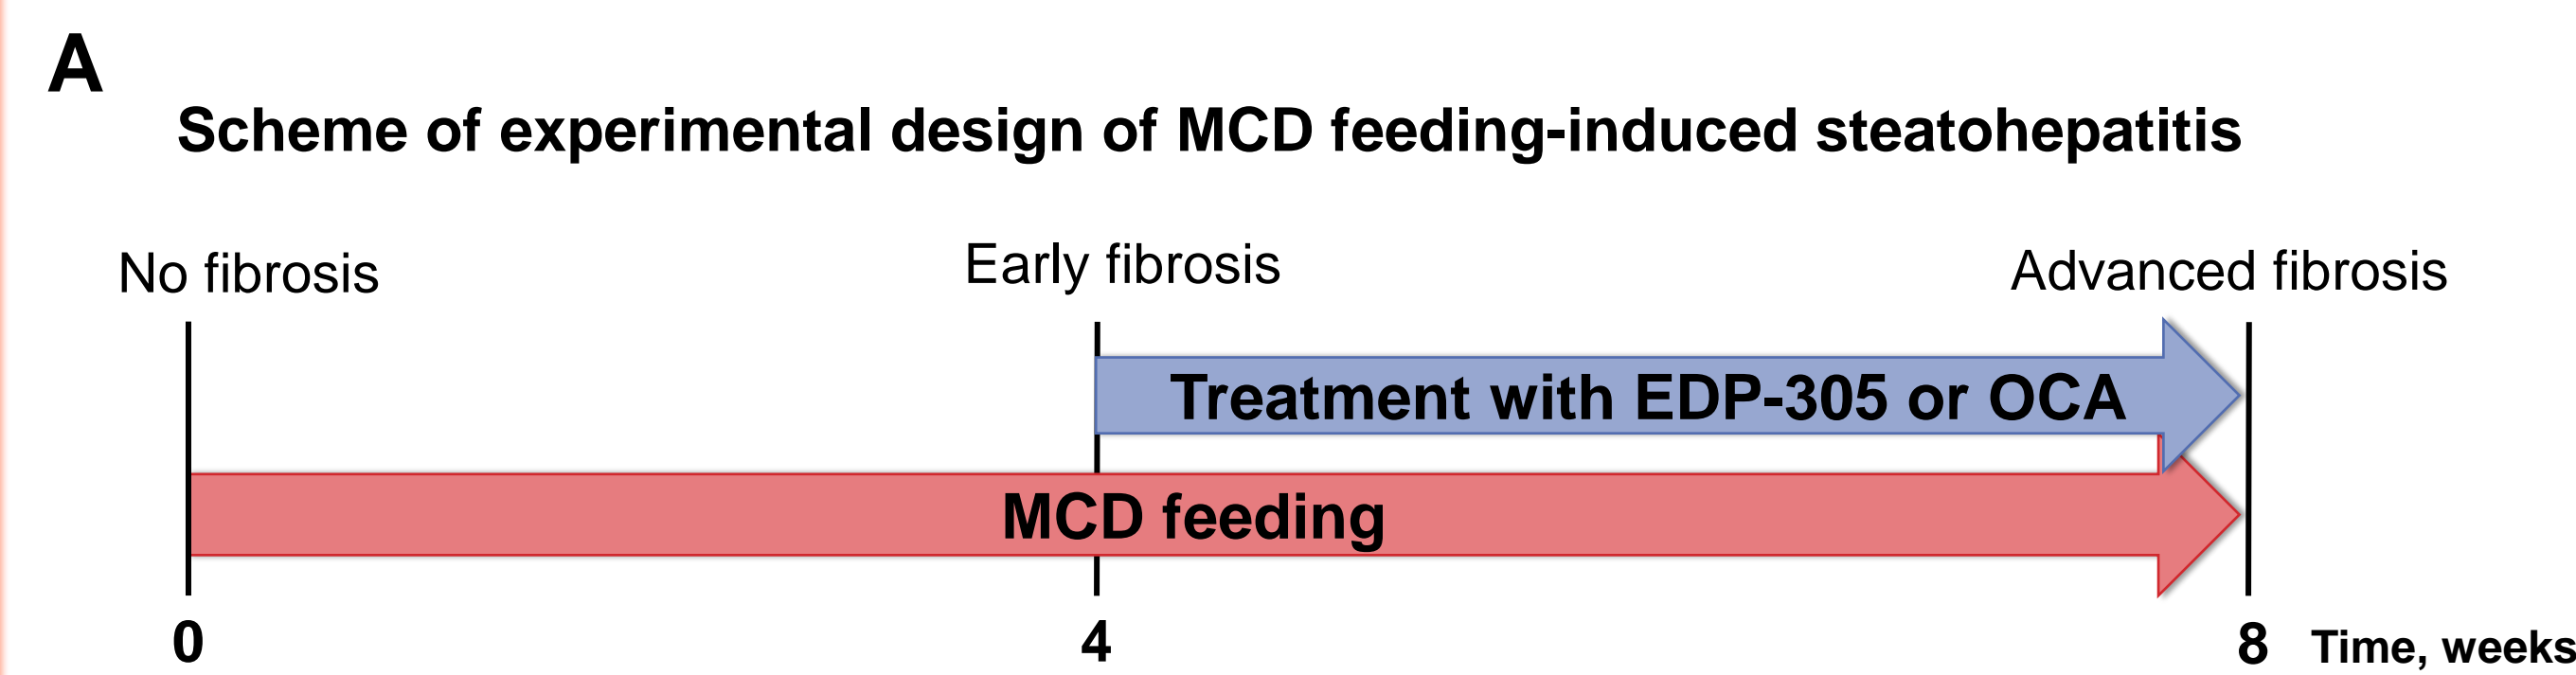 A
Scheme of experimental design of MCD feeding-induced steatohepatitis
No fibrosis
Early fibrosis
Advanced fibrosis
Treatment with EDP-305 or OCA
MCD feeding
0
4
8
Time, weeks